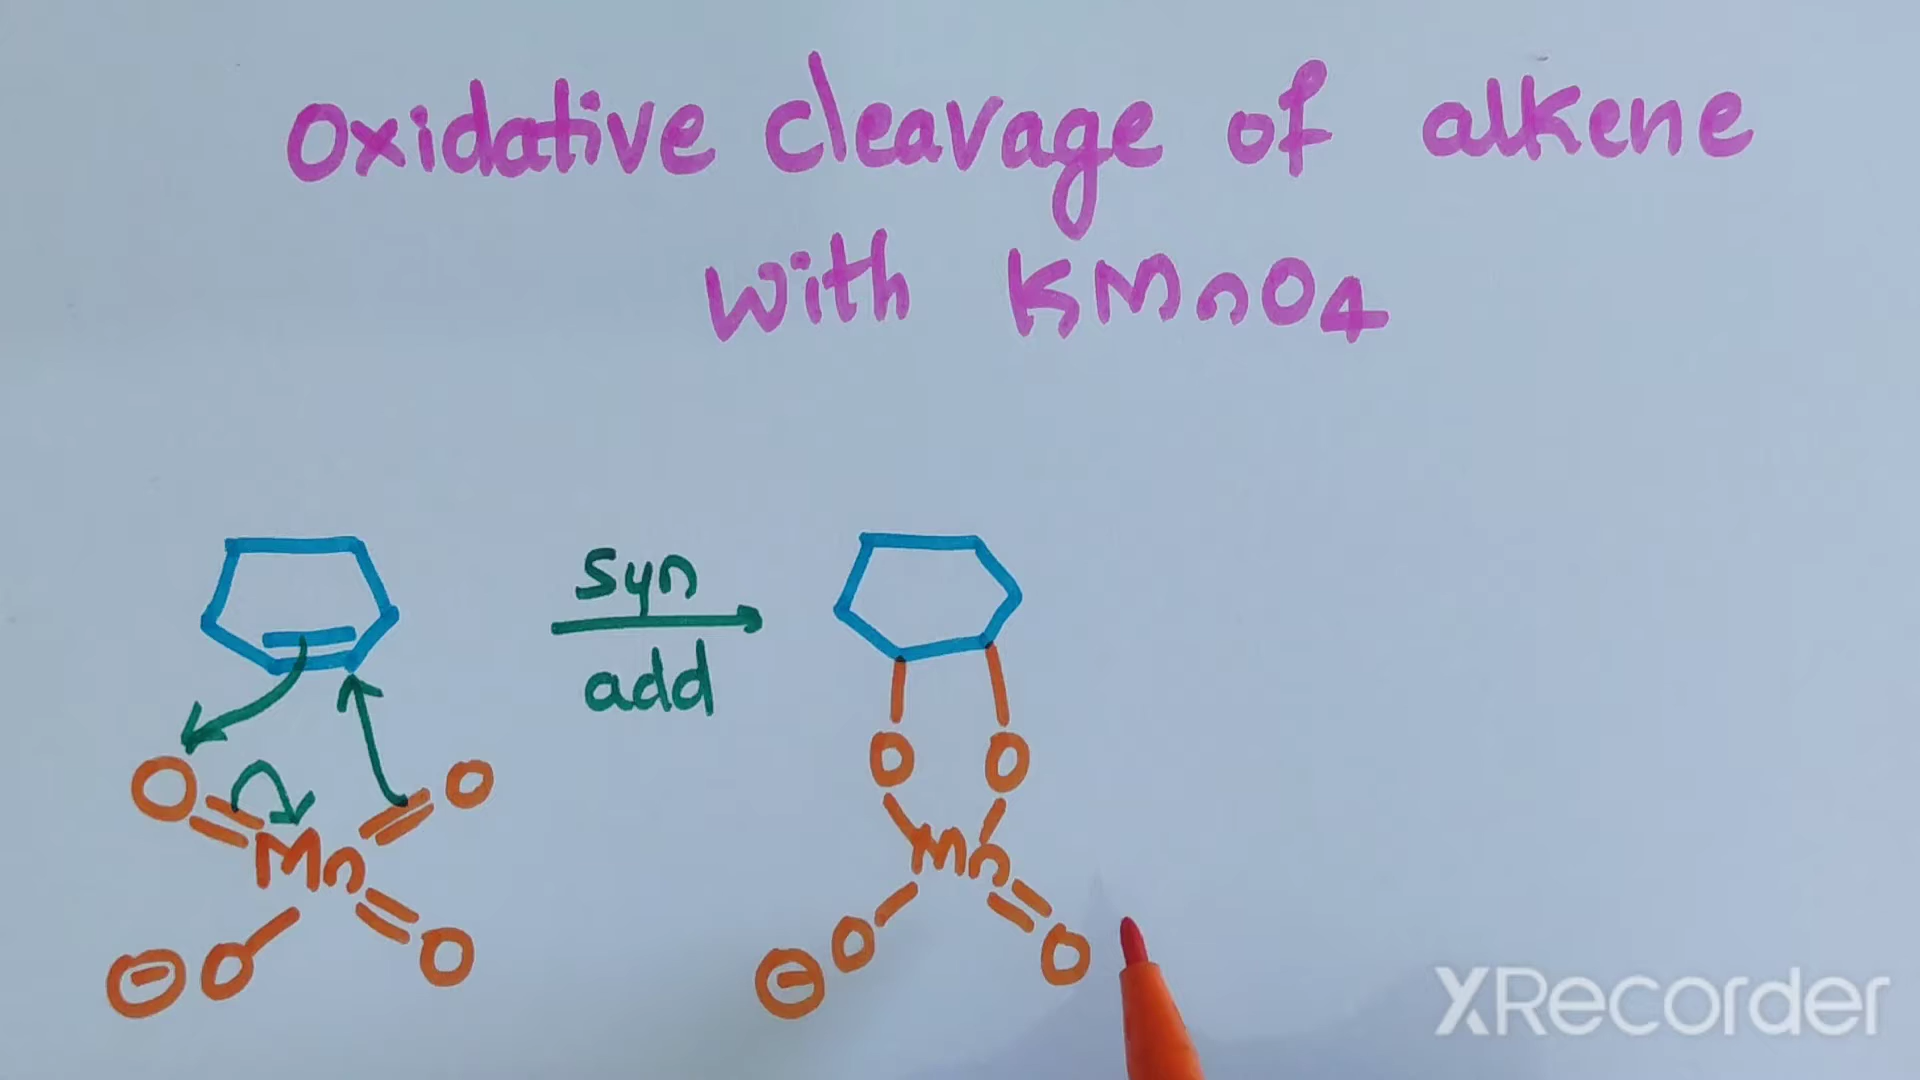 Oxidative cleavage of alkene
with KMnO4
Syn
add
O O
Mn
⊖ O O
O O
Mn
⊖ O O
XRecorder